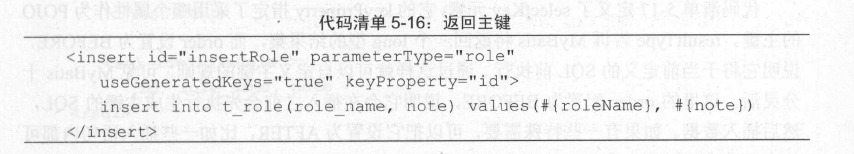 代码清单 5-16：返回主键
<insert id="insertRole" parameterType="role"
useGeneratedKeys="true" keyProperty="id">
insert into t_role(role_name, note) values(#{roleName}, #{note})
</insert>